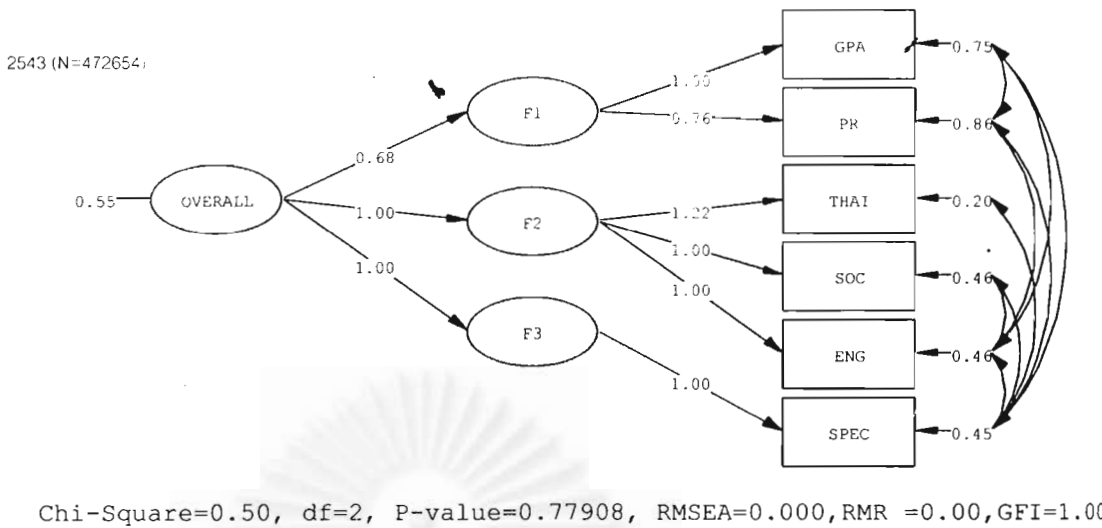 2543 (N=472654)
GPA
0.75
1.00
F1
0.76
PR
0.86
0.68
0.55
OVERALL
THAI
0.20
1.00
F2
1.22
1.00
SOC
0.46
1.00
1.00
F3
ENG
0.46
1.00
SPEC
0.45
Chi-Square=0.50, df=2, P-value=0.77908, RMSEA=0.000,RMR =0.00,GFI=1.00